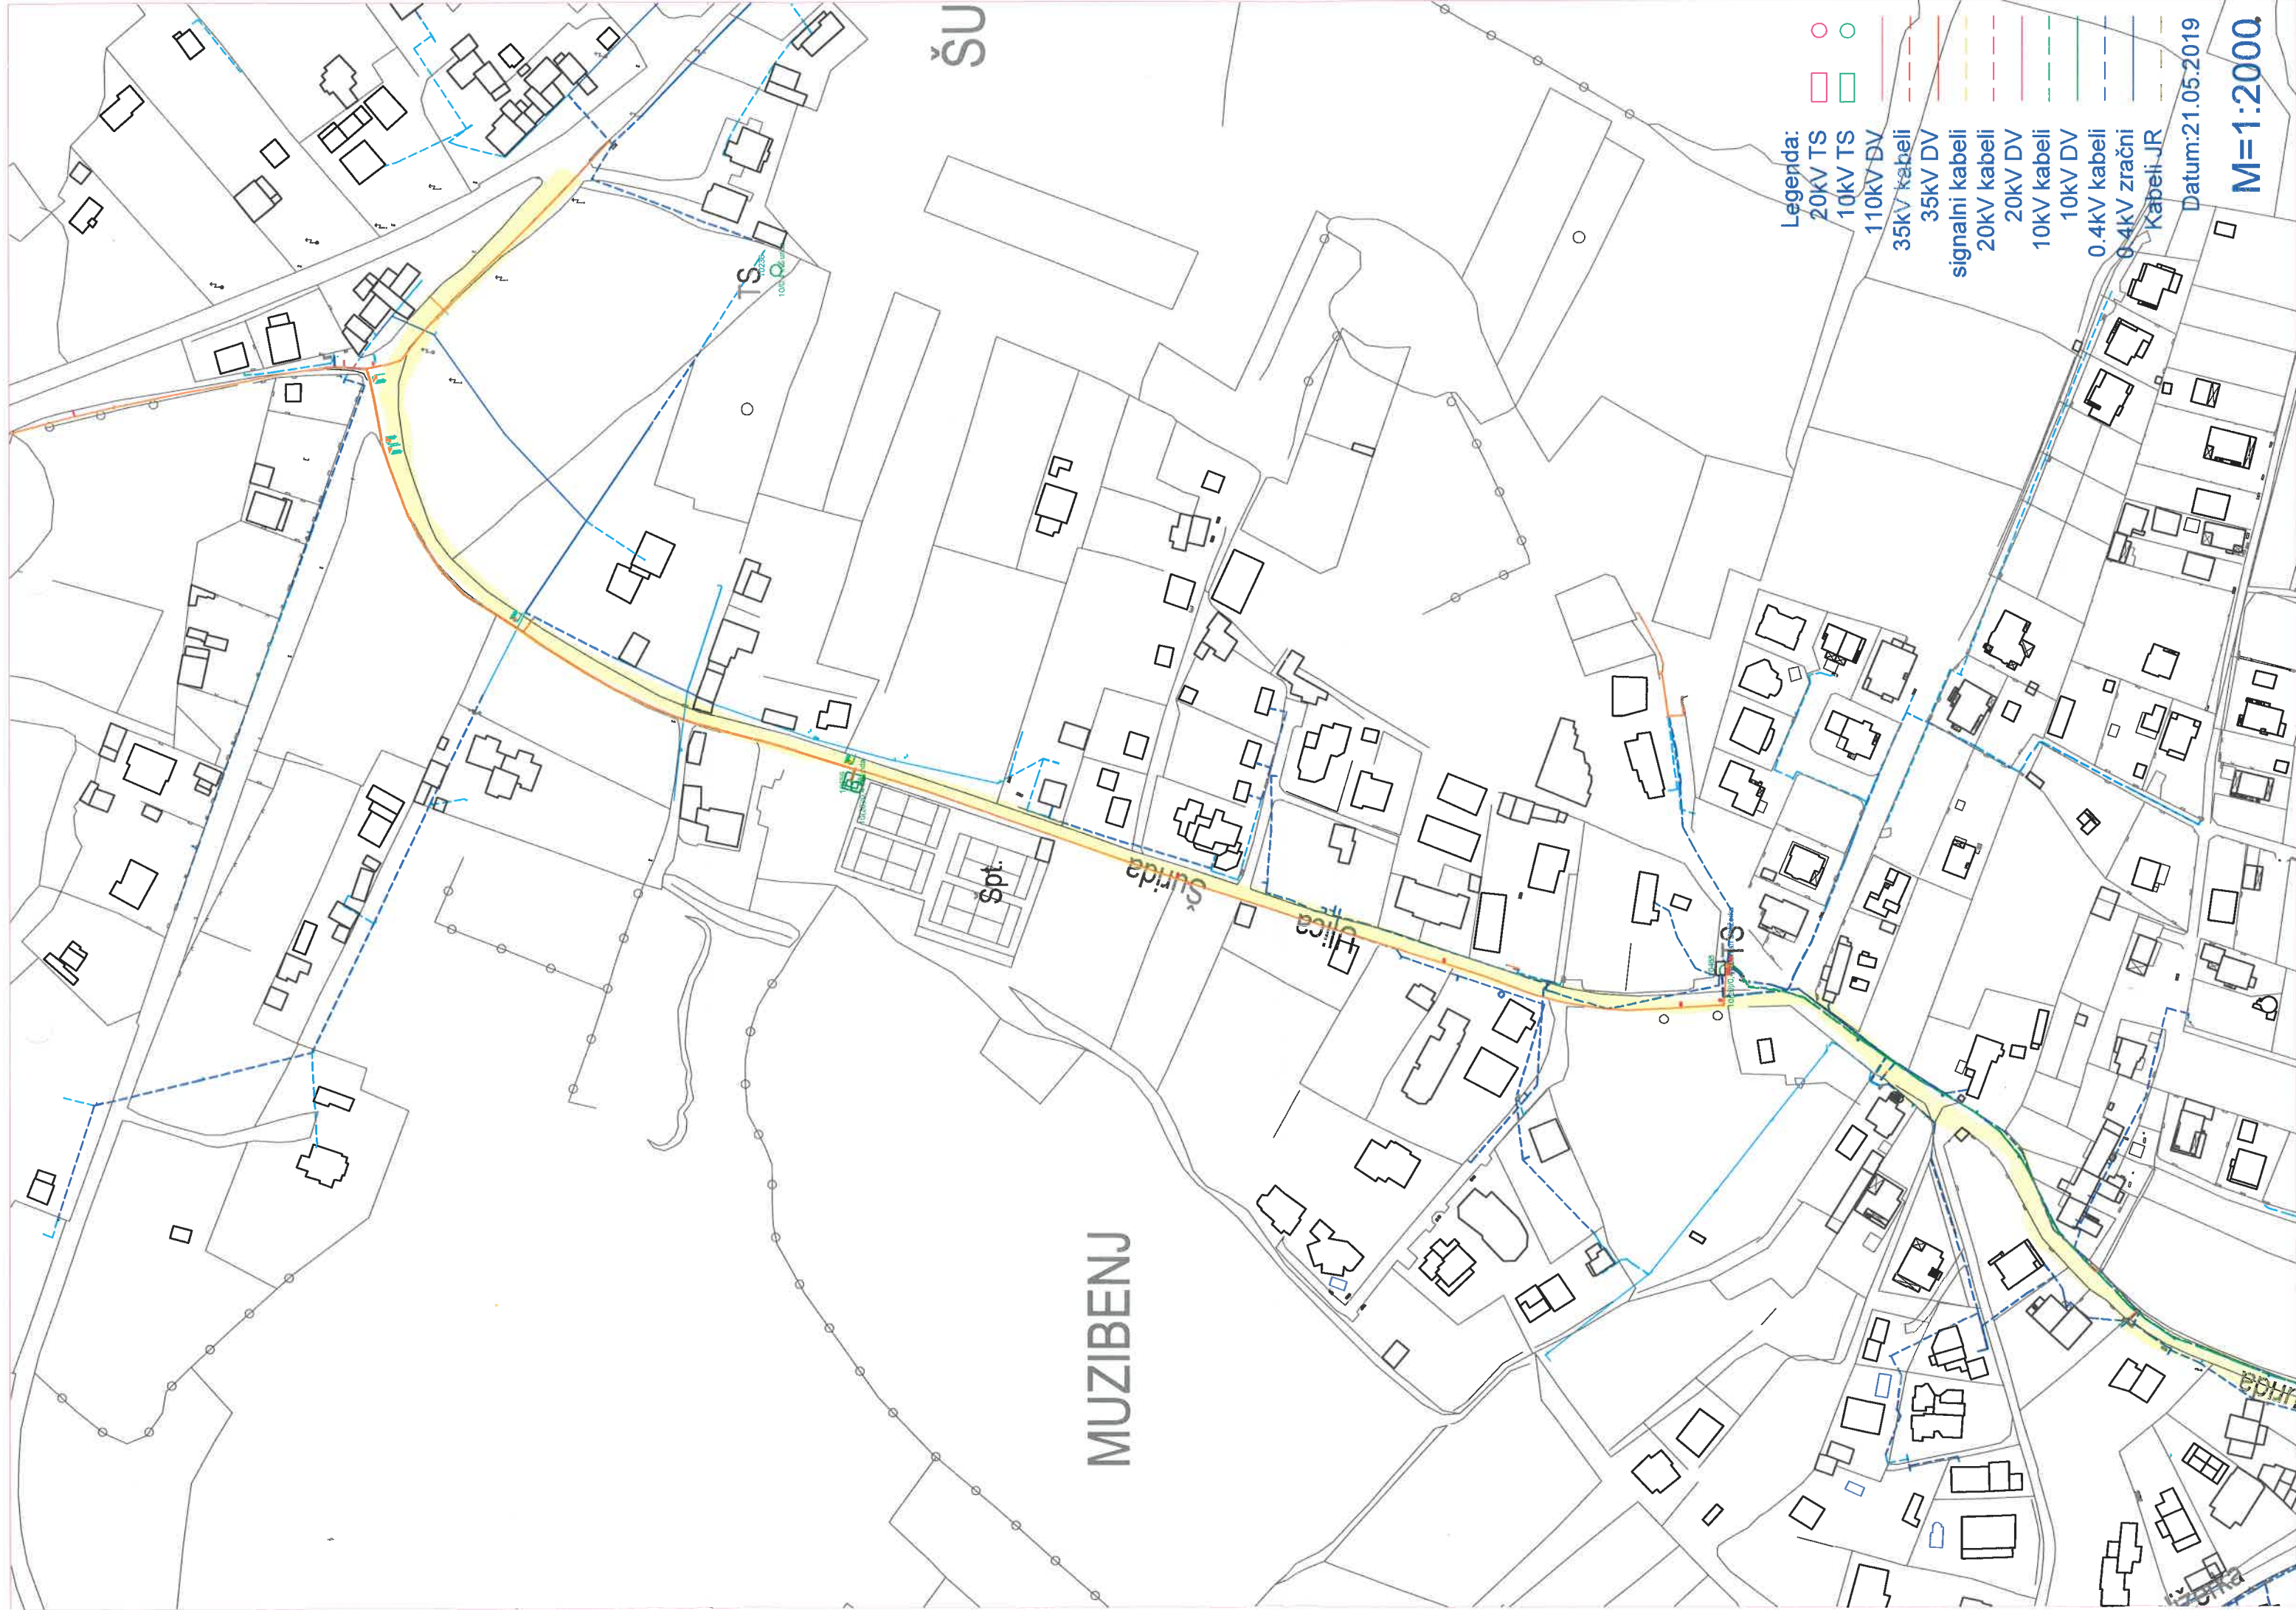 ŠU
MUZIBENJ
TS
Špt.
Šurida
Ulica
TS
Legenda:
20kV TS
10kV TS
110kV DV
35kV kabeli
35kV DV
signalni kabeli
20kV kabeli
20kV DV
10kV kabeli
10kV DV
0.4kV kabeli
0.4kV zračni
Kabeli JR
Datum:21.05.2019
M=1:2000